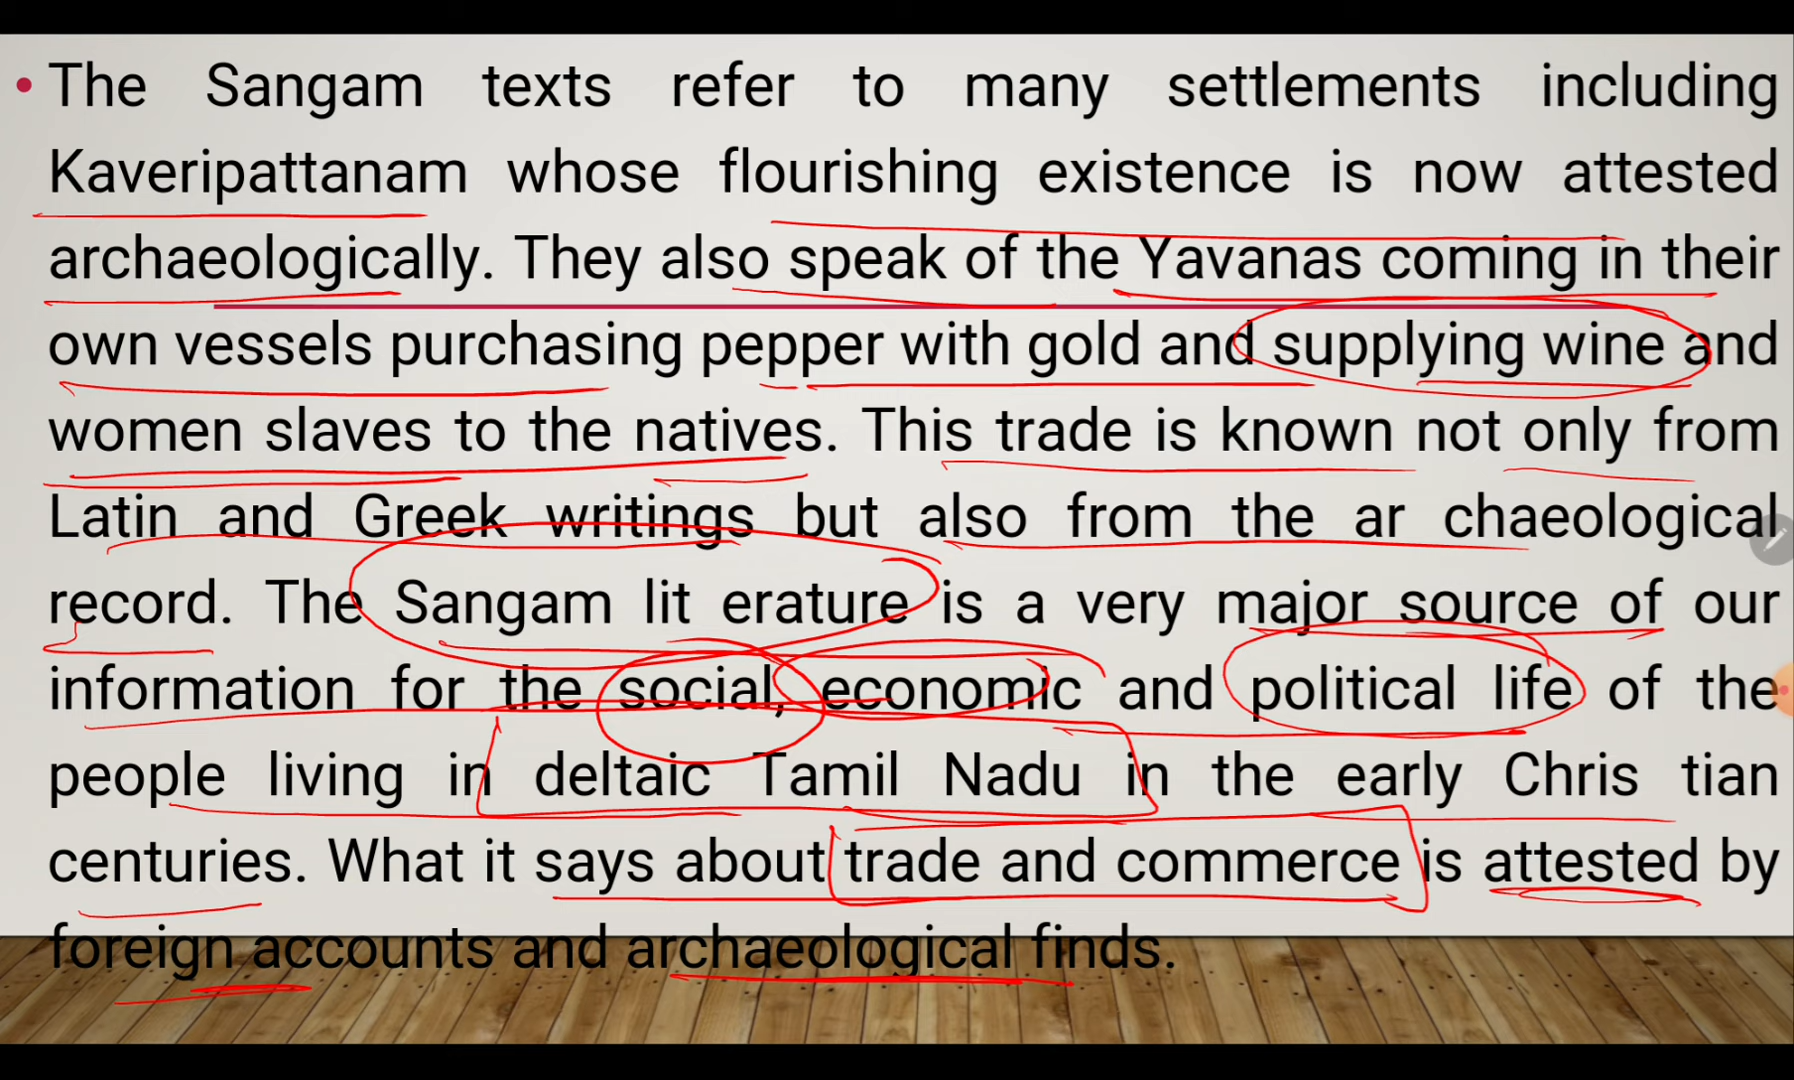 • The Sangam texts refer to many settlements including
Kaveripattanam whose flourishing existence is now attested
archaeologically. They also speak of the Yavanas coming in their
own vessels purchasing pepper with gold and supplying wine and
women slaves to the natives. This trade is known not only from
Latin and Greek writings but also from the ar chaeological
record. The Sangam lit erature is a very major source of our
information for the social, economic and political life of the
people living in deltaic Tamil Nadu in the early Chris tian
centuries. What it says about trade and commerce is attested by
foreign accounts and archaeological finds.